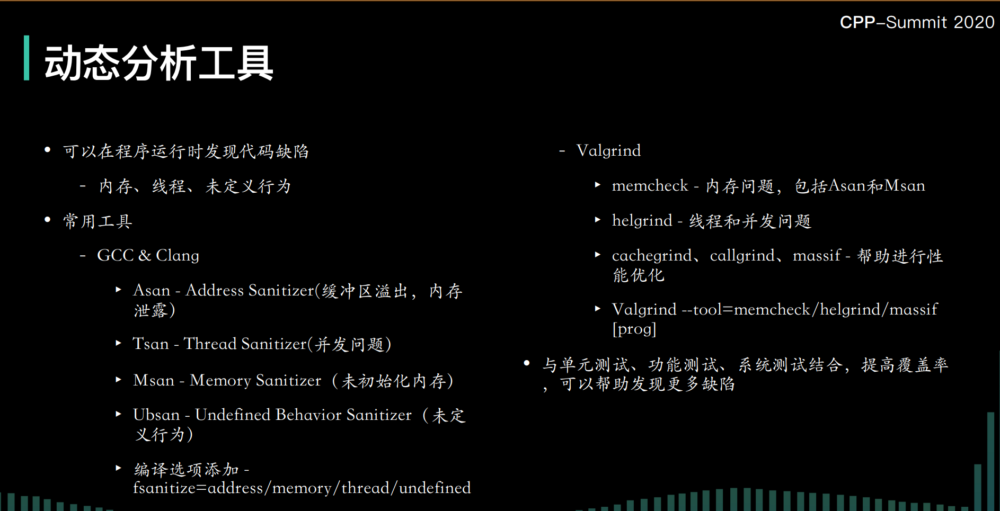 CPP-Summit 2020
动态分析工具
• 可以在程序运行时发现代码缺陷
- 内存、线程、未定义行为
• 常用工具
- GCC & Clang
‣ Asan - Address Sanitizer(缓冲区溢出，内存
泄露)
‣ Tsan - Thread Sanitizer(并发问题)
‣ Msan - Memory Sanitizer（未初始化内存)
‣ Ubsan - Undefined Behavior Sanitizer（未定
义行为)
‣ 编译选项添加 -
fsanitize=address/memory/thread/undefined
- Valgrind
‣ memcheck - 内存问题，包括Asan和Msan
‣ helgrind - 线程和并发问题
‣ cachegrind、callgrind、massif - 帮助进行性
能优化
‣ Valgrind --tool=memcheck/helgrind/massif
[prog]
• 与单元测试、功能测试、系统测试结合，提高覆盖率
，可以帮助发现更多缺陷